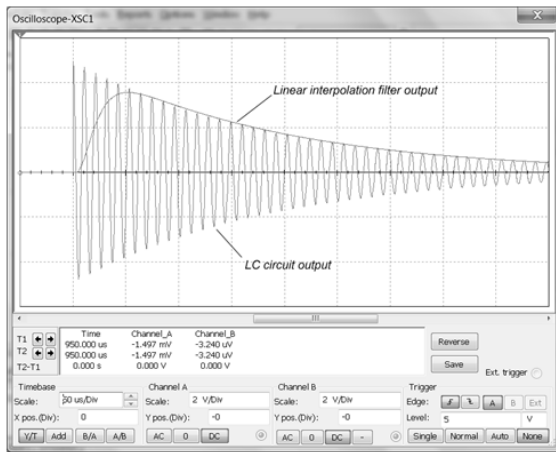 Oscilloscope-XSC1
Linear interpolation filter output
LC circuit output
Time Channel_A Channel_B
T1 950.000 us -1.497 mV -3.240 uV
T2 950.000 us -1.497 mV -3.240 uV
T2-T1 0.000 s 0.000 V 0.000 V
Reverse
Save
Ext. trigger
Timebase Channel A Channel B Trigger
Scale: us/Div Scale: 2 V/Div Scale: 2 V/Div Edge: A B Ext
X pos.(Div): 0 Y pos.(Div): -0 Y pos.(Div): -0 Level: 5 V
Y/T Add B/A A/B AC 0 DC AC 0 DC - Single Normal Auto None